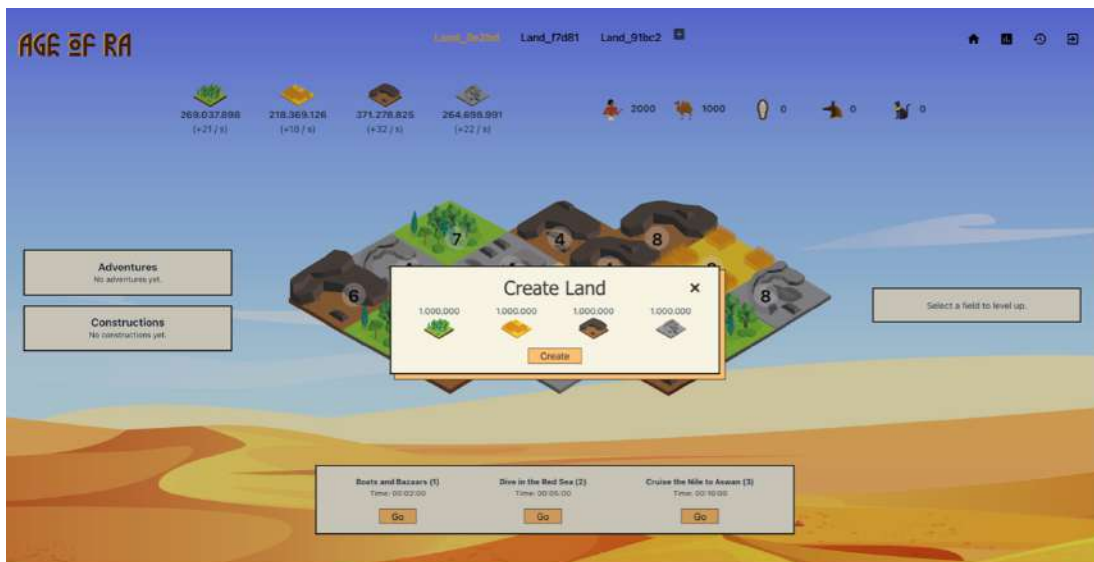 AGE OF RA
Land_f7d81 Land_91bc2
269.037.898 218.369.126 371.278.825 264.698.991
(+21 / s) (+18 / s) (+32 / s) (+22 / s)
2000 1000 0 0 0
7 4 8
6 8
Adventures
No adventures yet.
Constructions
No constructions yet.
Create Land ×
1.000.000 1.000.000 1.000.000 1.000.000
Create
Select a field to level up.
Boats and Bazaars (1) Dive in the Red Sea (2) Cruise the Nile to Aswan (3)
Time: 00:02:00 Time: 00:05:00 Time: 00:10:00
Go Go Go